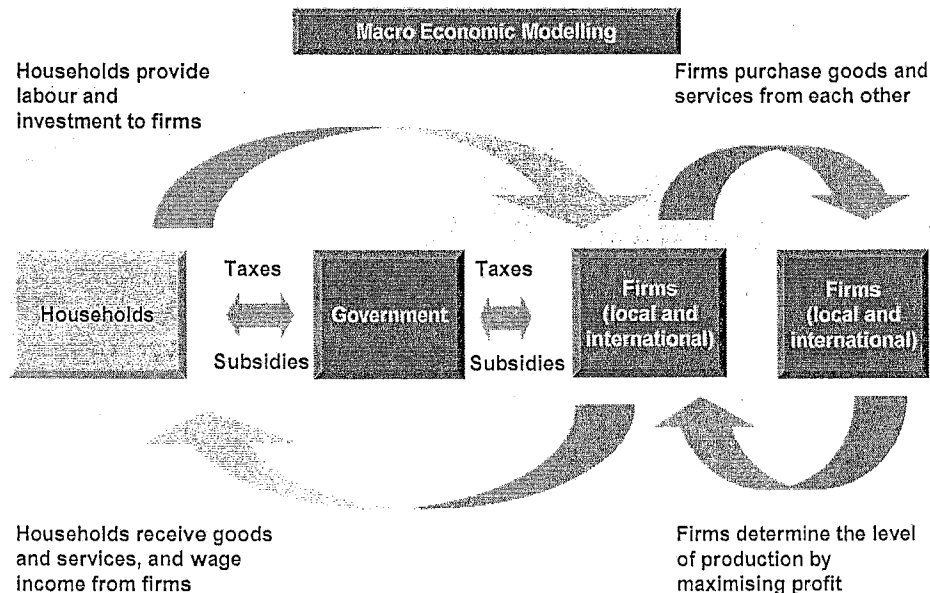 Macro Economic Modelling
Households provide
labour and
investment to firms
Firms purchase goods and
services from each other
Households
Taxes
Subsidies
Government
Taxes
Subsidies
Firms
(local and
international)
Firms
(local and
international)
Households receive goods
and services, and wage
income from firms
Firms determine the level
of production by
maximising profit